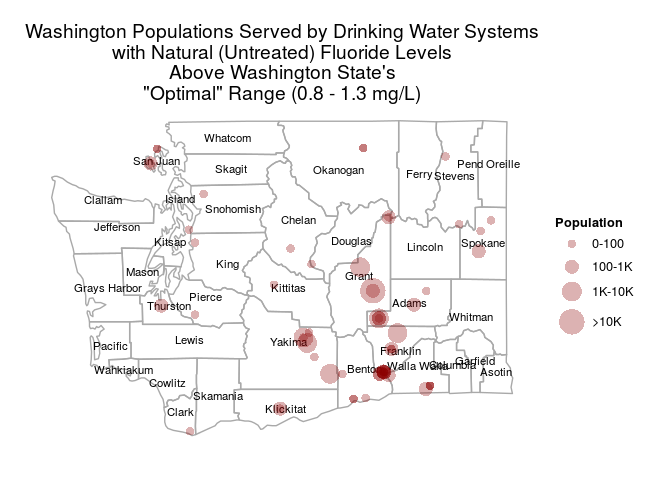 Washington Populations Served by Drinking Water Systems
with Natural (Untreated) Fluoride Levels
Above Washington State's
"Optimal" Range (0.8 - 1.3 mg/L)
Whatcom
San Juan
Skagit
Okanogan
Ferry
Stevens
Pend Oreille
Clallam
Island
Snohomish
Chelan
Jefferson
Kitsap
Douglas
Lincoln
Spokane
King
Mason
Grays Harbor
Kittitas
Grant
Adams
Thurston
Pierce
Whitman
Pacific
Lewis
Yakima
Franklin
Wahkiakum
Cowlitz
Benton
Walla Walla
Columbia
Garfield
Asotin
Skamania
Clark
Klickitat
Population
0-100
100-1K
1K-10K
>10K